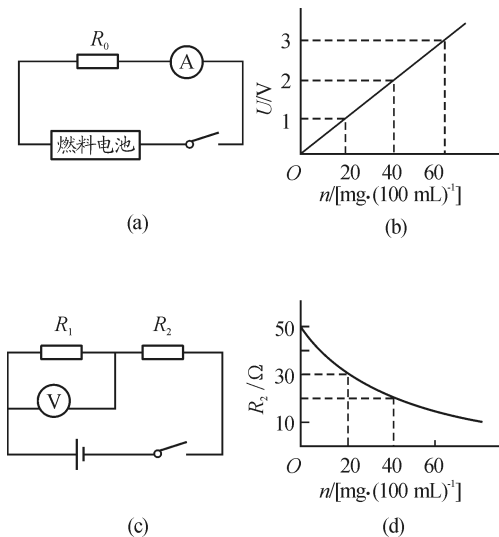 R₀
A
燃料电池
(a)
U/V
3
2
1
O
20
40
60
n/[mg·(100 mL)⁻¹]
(b)
R₁
R₂
V
(c)
R₂/Ω
50
30
10
O
20
40
60
n/[mg·(100 mL)⁻¹]
(d)